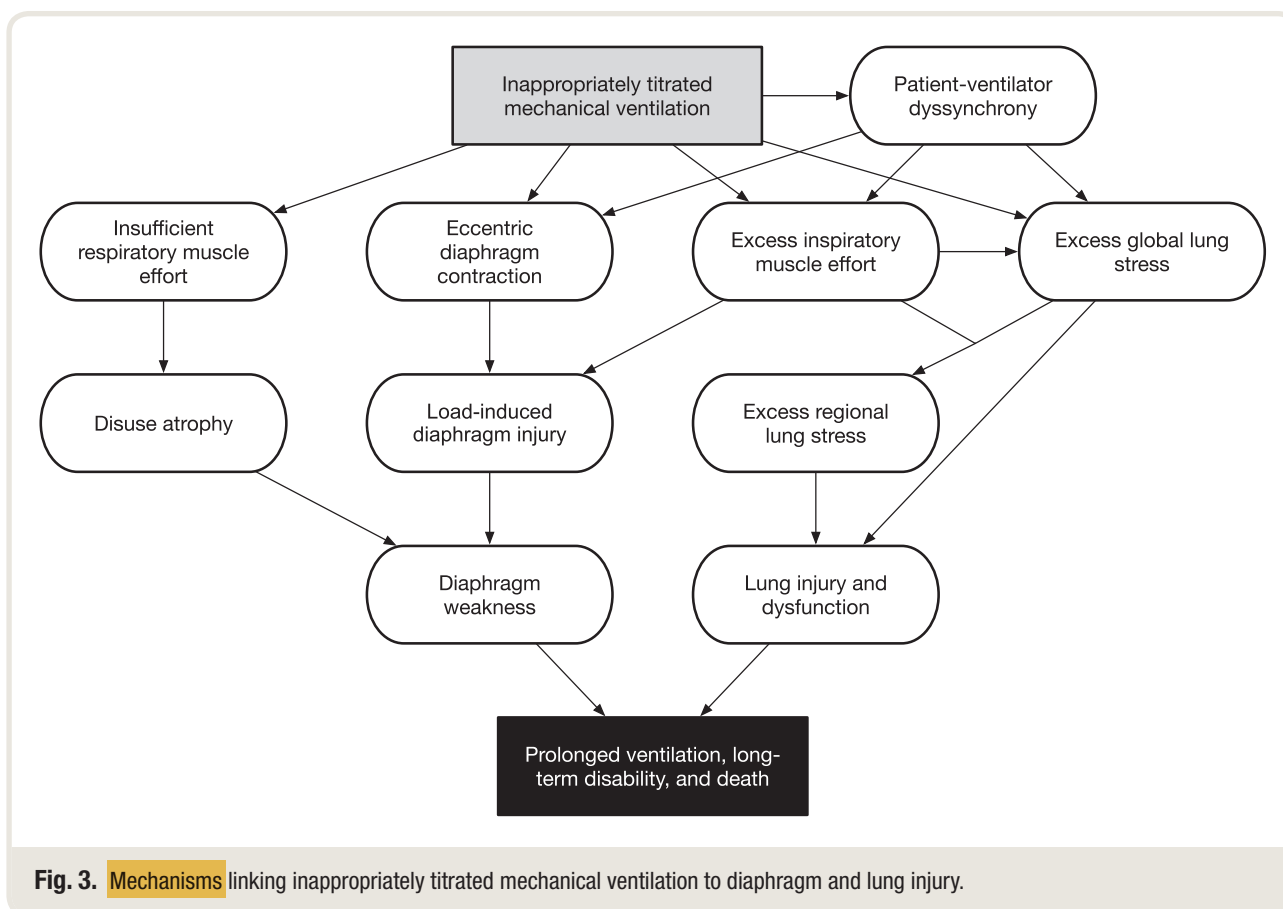 Inappropriately titrated
mechanical ventilation
Patient-ventilator
dyssynchrony
Insufficient
respiratory muscle
effort
Eccentric
diaphragm
contraction
Excess inspiratory
muscle effort
Excess global lung
stress
Disuse atrophy
Load-induced
diaphragm injury
Excess regional
lung stress
Diaphragm
weakness
Lung injury and
dysfunction
Prolonged ventilation, long-
term disability, and death
Fig. 3. Mechanisms linking inappropriately titrated mechanical ventilation to diaphragm and lung injury.